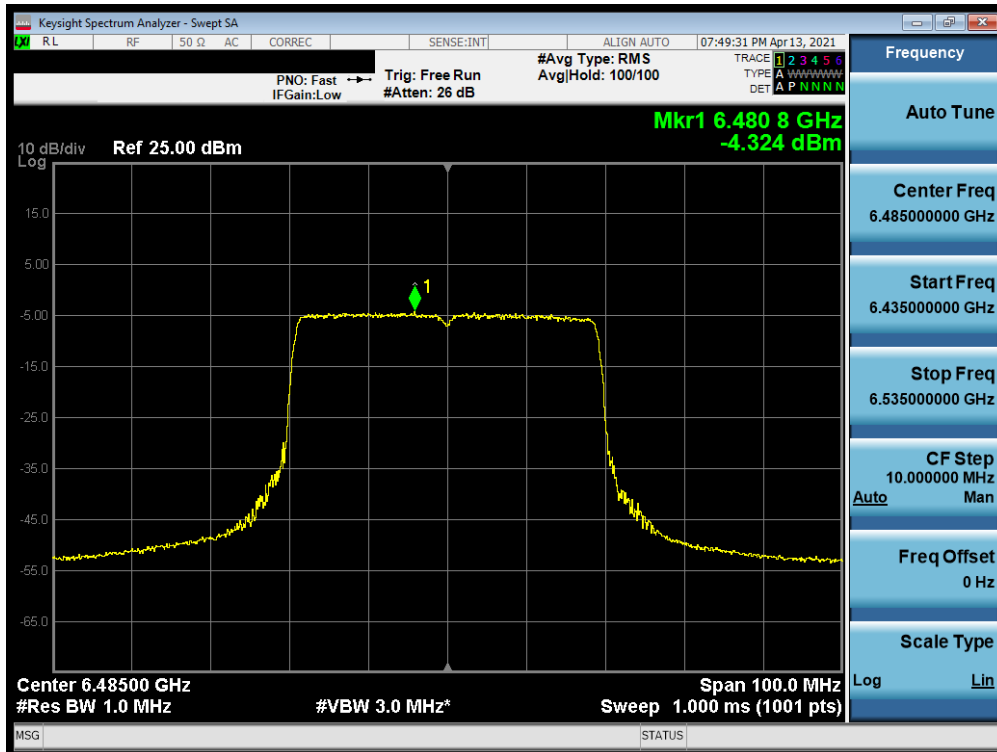 Keysight Spectrum Analyzer - Swept SA
LXI RL RF 50 Ω AC CORREC SENSE:INT ALIGN AUTO 07:49:31 PM Apr 13, 2021
PNO: Fast
IFGain:Low
Trig: Free Run
#Atten: 26 dB
#Avg Type: RMS
Avg|Hold: 100/100
TRACE 1 2 3 4 5 6
TYPE A WWWWW
DET A P N N N N
Mkr1 6.480 8 GHz
-4.324 dBm
10 dB/div Ref 25.00 dBm
Log
15.0
5.00
-5.00
-15.0
-25.0
-35.0
-45.0
-55.0
-65.0
1
Center 6.48500 GHz Span 100.0 MHz
#Res BW 1.0 MHz #VBW 3.0 MHz* Sweep 1.000 ms (1001 pts)
MSG STATUS
Frequency
Auto Tune
Center Freq
6.485000000 GHz
Start Freq
6.435000000 GHz
Stop Freq
6.535000000 GHz
CF Step
10.000000 MHz
Auto Man
Freq Offset
0 Hz
Scale Type
Log Lin